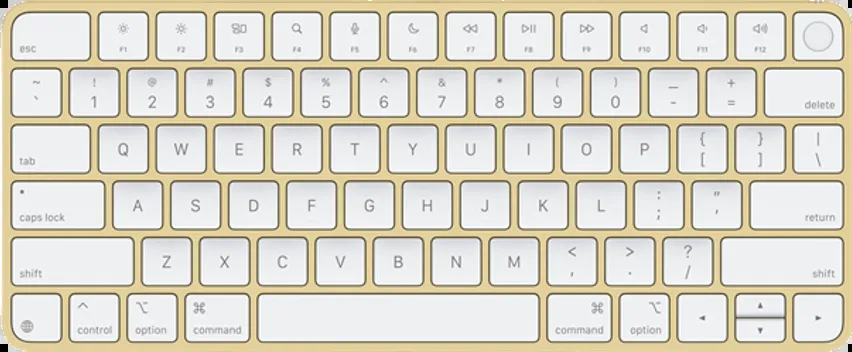 esc F1 F2 F3 F4 F5 F6 F7 F8 F9 F10 F11 F12
~ ! @ # $ % ^ & * ( ) _ +
` 1 2 3 4 5 6 7 8 9 0 - = delete
tab Q W E R T Y U I O P { [ } ] | \
caps lock A S D F G H J K L : ; " ' return
shift Z X C V B N M < , > . ? / shift
control option ⌘ command ⌘ command option